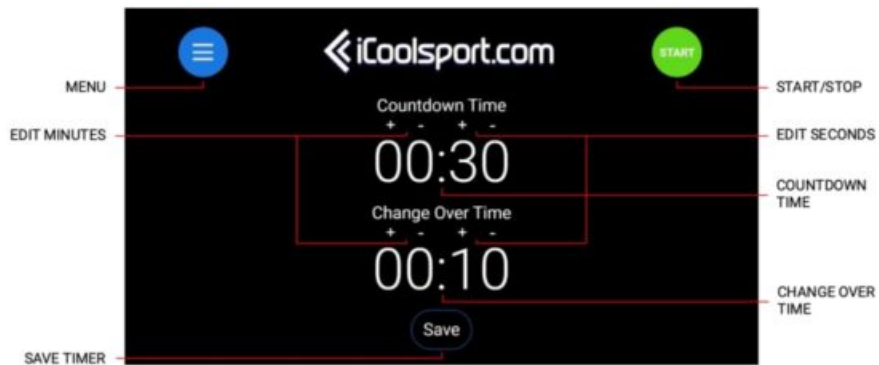 iCoolsport.com
START
MENU
START/STOP
Countdown Time
+ - + -
EDIT MINUTES
EDIT SECONDS
00:30
COUNTDOWN
TIME
Change Over Time
+ - + -
00:10
CHANGE OVER
TIME
Save
SAVE TIMER